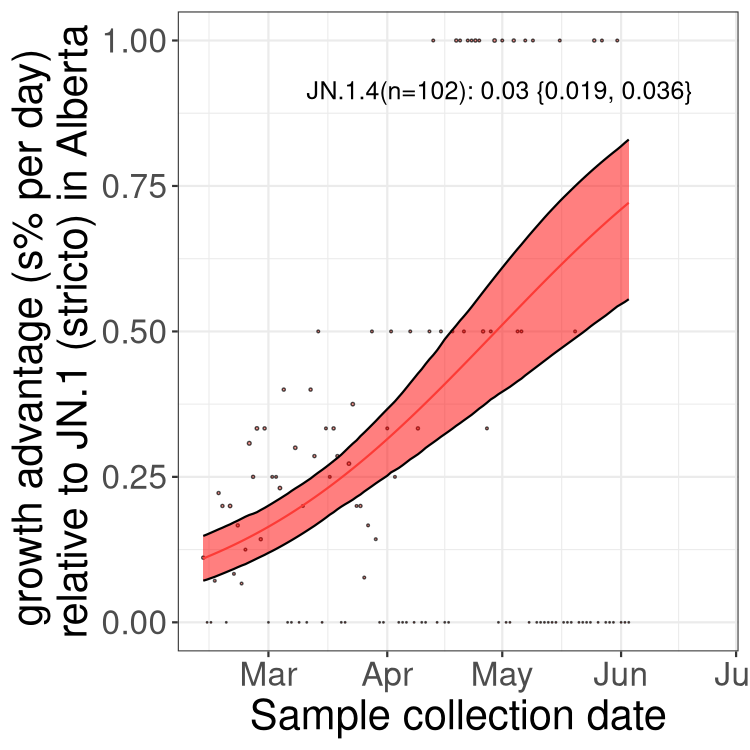 growth advantage (s% per day)
relative to JN.1 (stricto) in Alberta
1.00
JN.1.4(n=102): 0.03 {0.019, 0.036}
0.75
0.50
0.25
0.00
Mar Apr May Jun Ju
Sample collection date